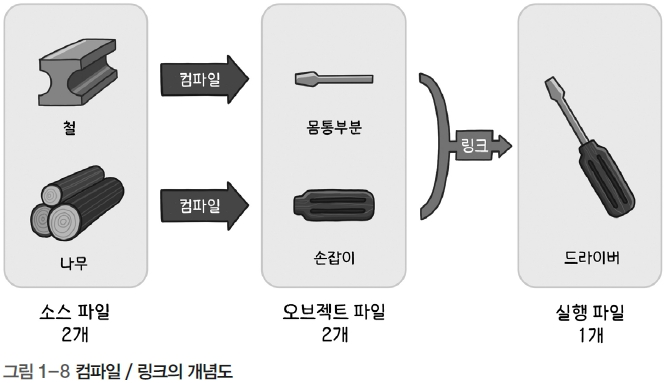 철
컴파일
몸통부분
나무
컴파일
손잡이
링크
드라이버
소스 파일
2개
오브젝트 파일
2개
실행 파일
1개
그림 1-8 컴파일 / 링크의 개념도